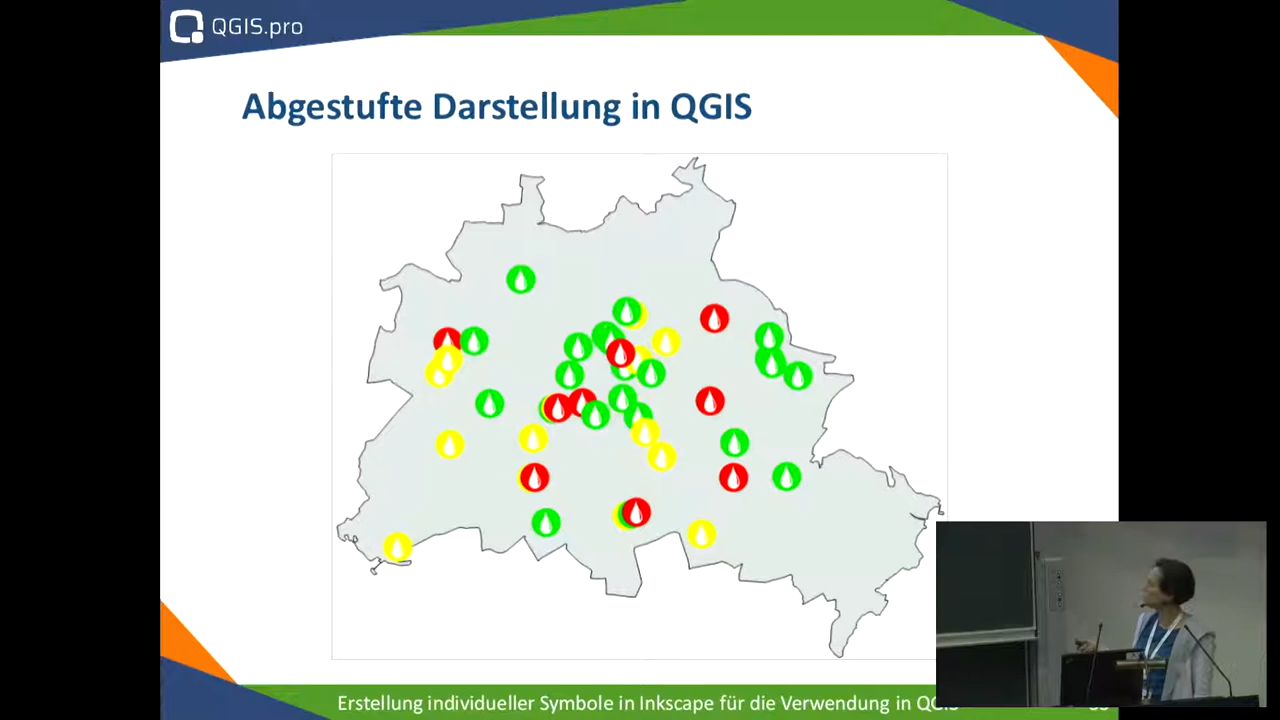 QGIS.pro
Abgestufte Darstellung in QGIS
Erstellung individueller Symbole in Inkscape für die Verwendung in QGIS